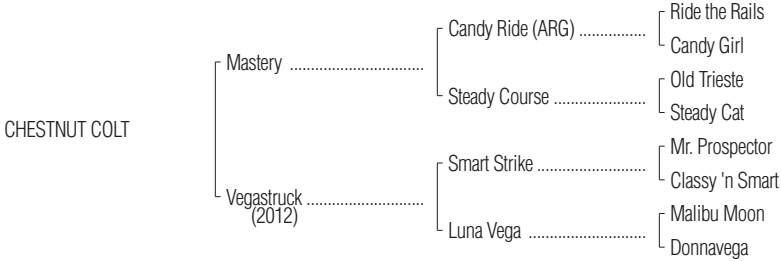 Ride the Rails
Candy Ride (ARG) ................
Candy Girl
Mastery ................................
Old Trieste
Steady Course ......................
Steady Cat
CHESTNUT COLT
Mr. Prospector
Smart Strike ..........................
Classy 'n Smart
Vegastruck ............................
(2012)
Malibu Moon
Luna Vega ............................
Donnavega